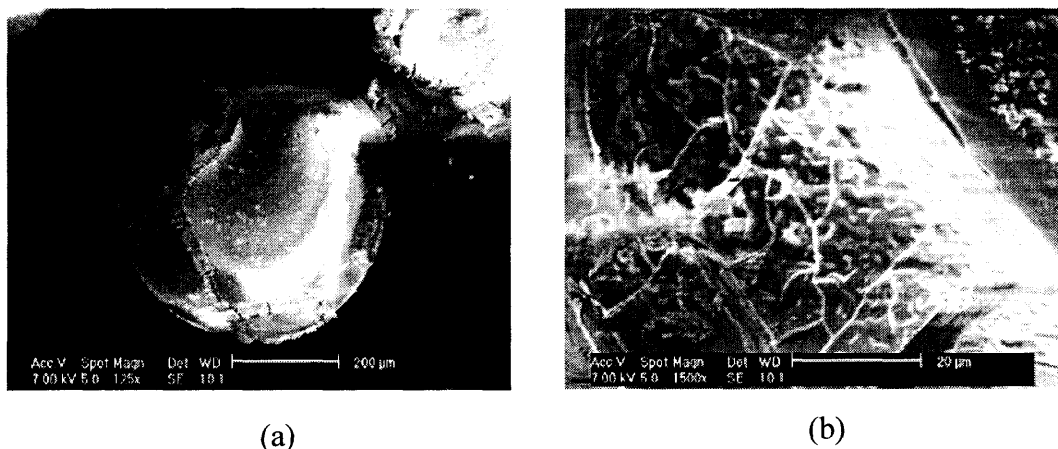 Acc V Spot Magn Det WD 200 µm
7.00 kV 5.0 125x SE 10.1
Acc V Spot Magn Det WD 20 µm
7.00 kV 5.0 1500x SE 10.1
(a) (b)